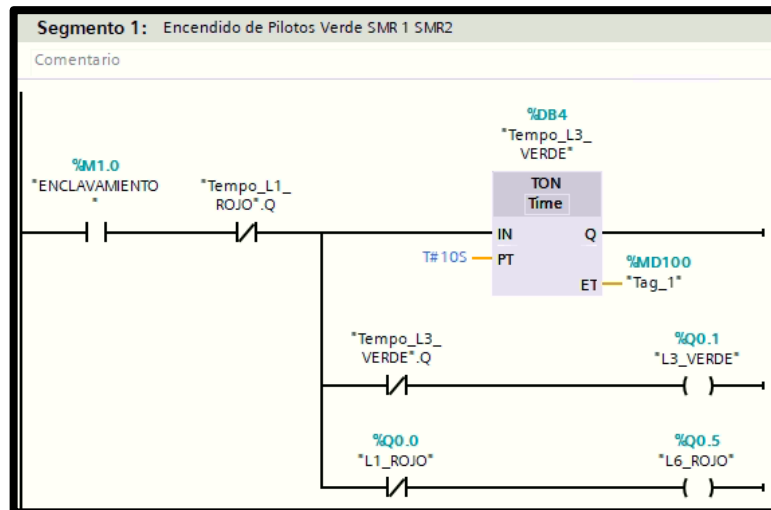 Segmento 1: Encendido de Pilotos Verde SMR 1 SMR2
Comentario
%DB4
"Tempo_L3_
VERDE"
%M1.0
"ENCLAVAMIENTO
"
"Tempo_L1_
ROJO".Q
TON
Time
IN Q
T#10S PT
%MD100
ET "Tag_1"
"Tempo_L3_
VERDE".Q
%Q0.1
"L3_VERDE"
%Q0.0
"L1_ROJO"
%Q0.5
"L6_ROJO"